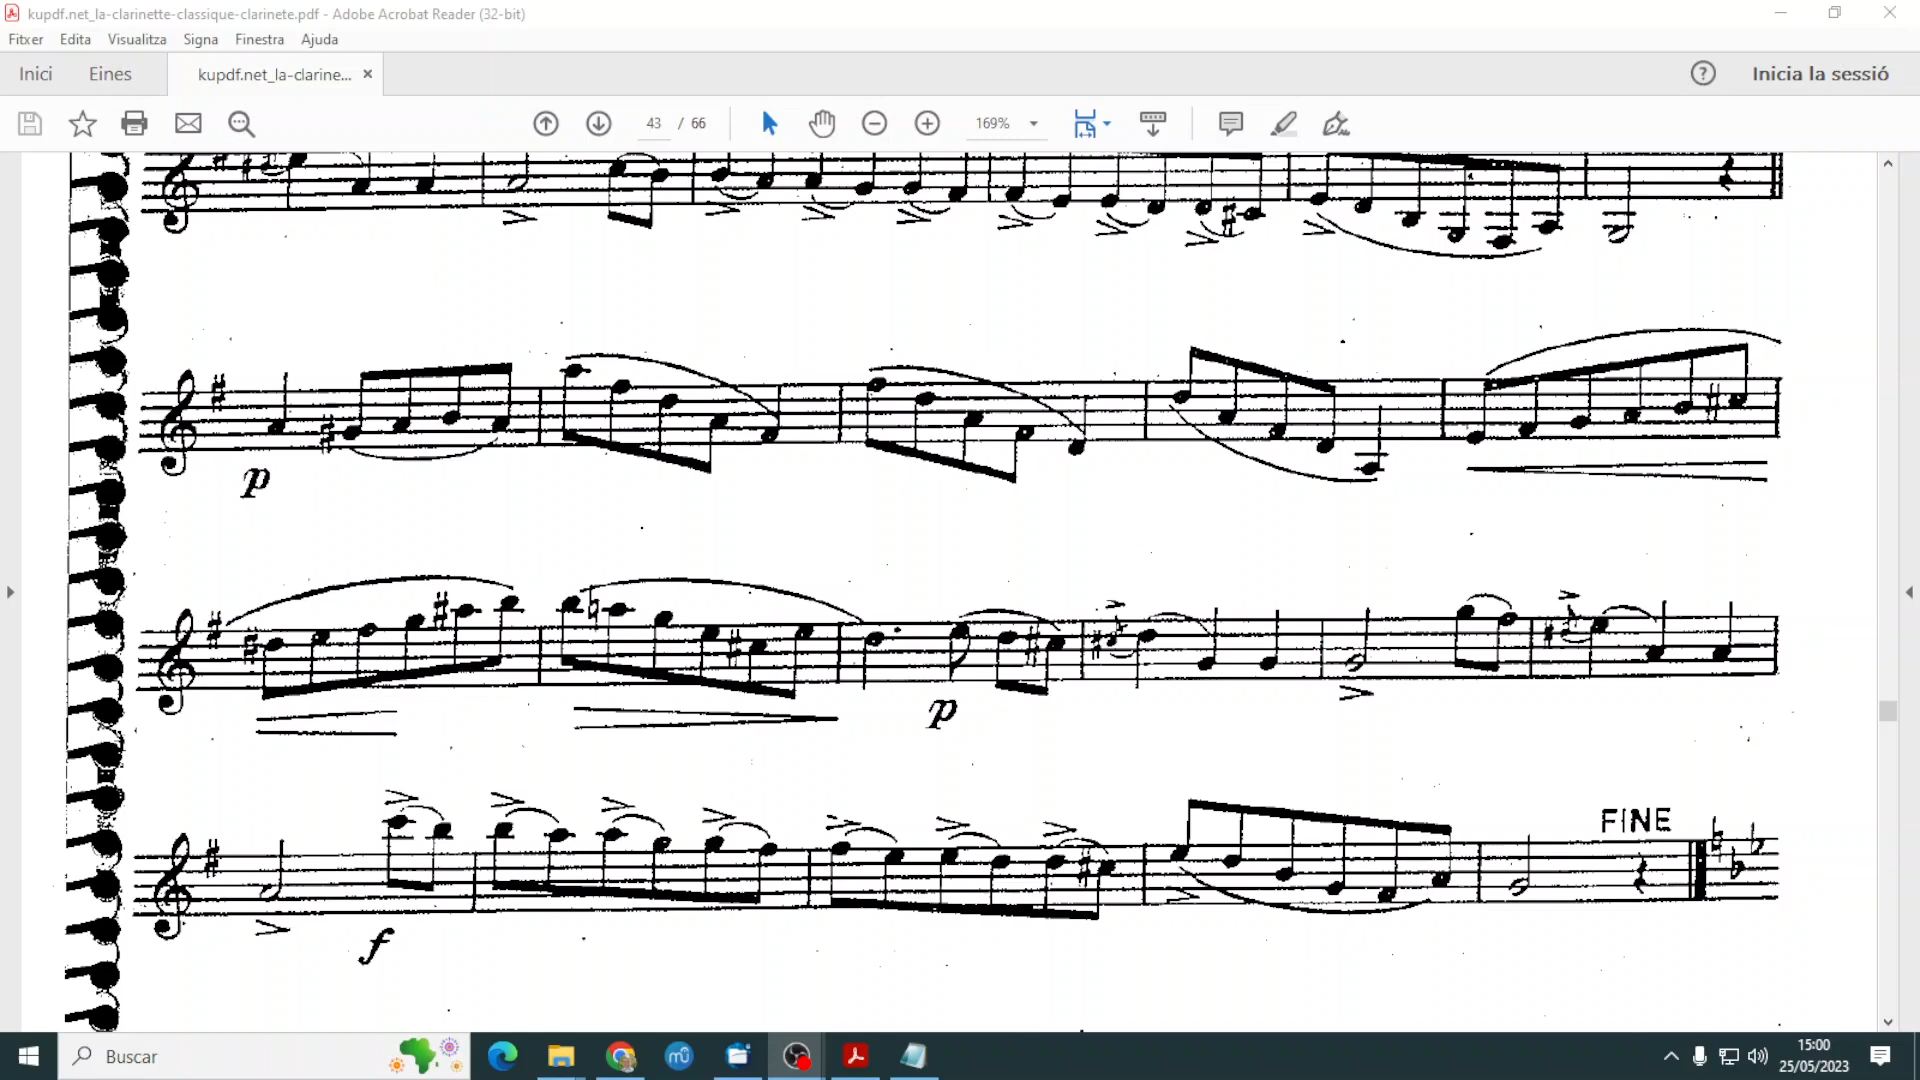 kupdf.net_la-clarinette-classique-clarinete.pdf - Adobe Acrobat Reader (32-bit)
Fitxer Edita Visualitza Signa Finestra Ajuda
Inici Eines kupdf.net_la-clarine... × Inicia la sessió
43 / 66 169%
p
p
FINE
f
Buscar
15:00
25/05/2023